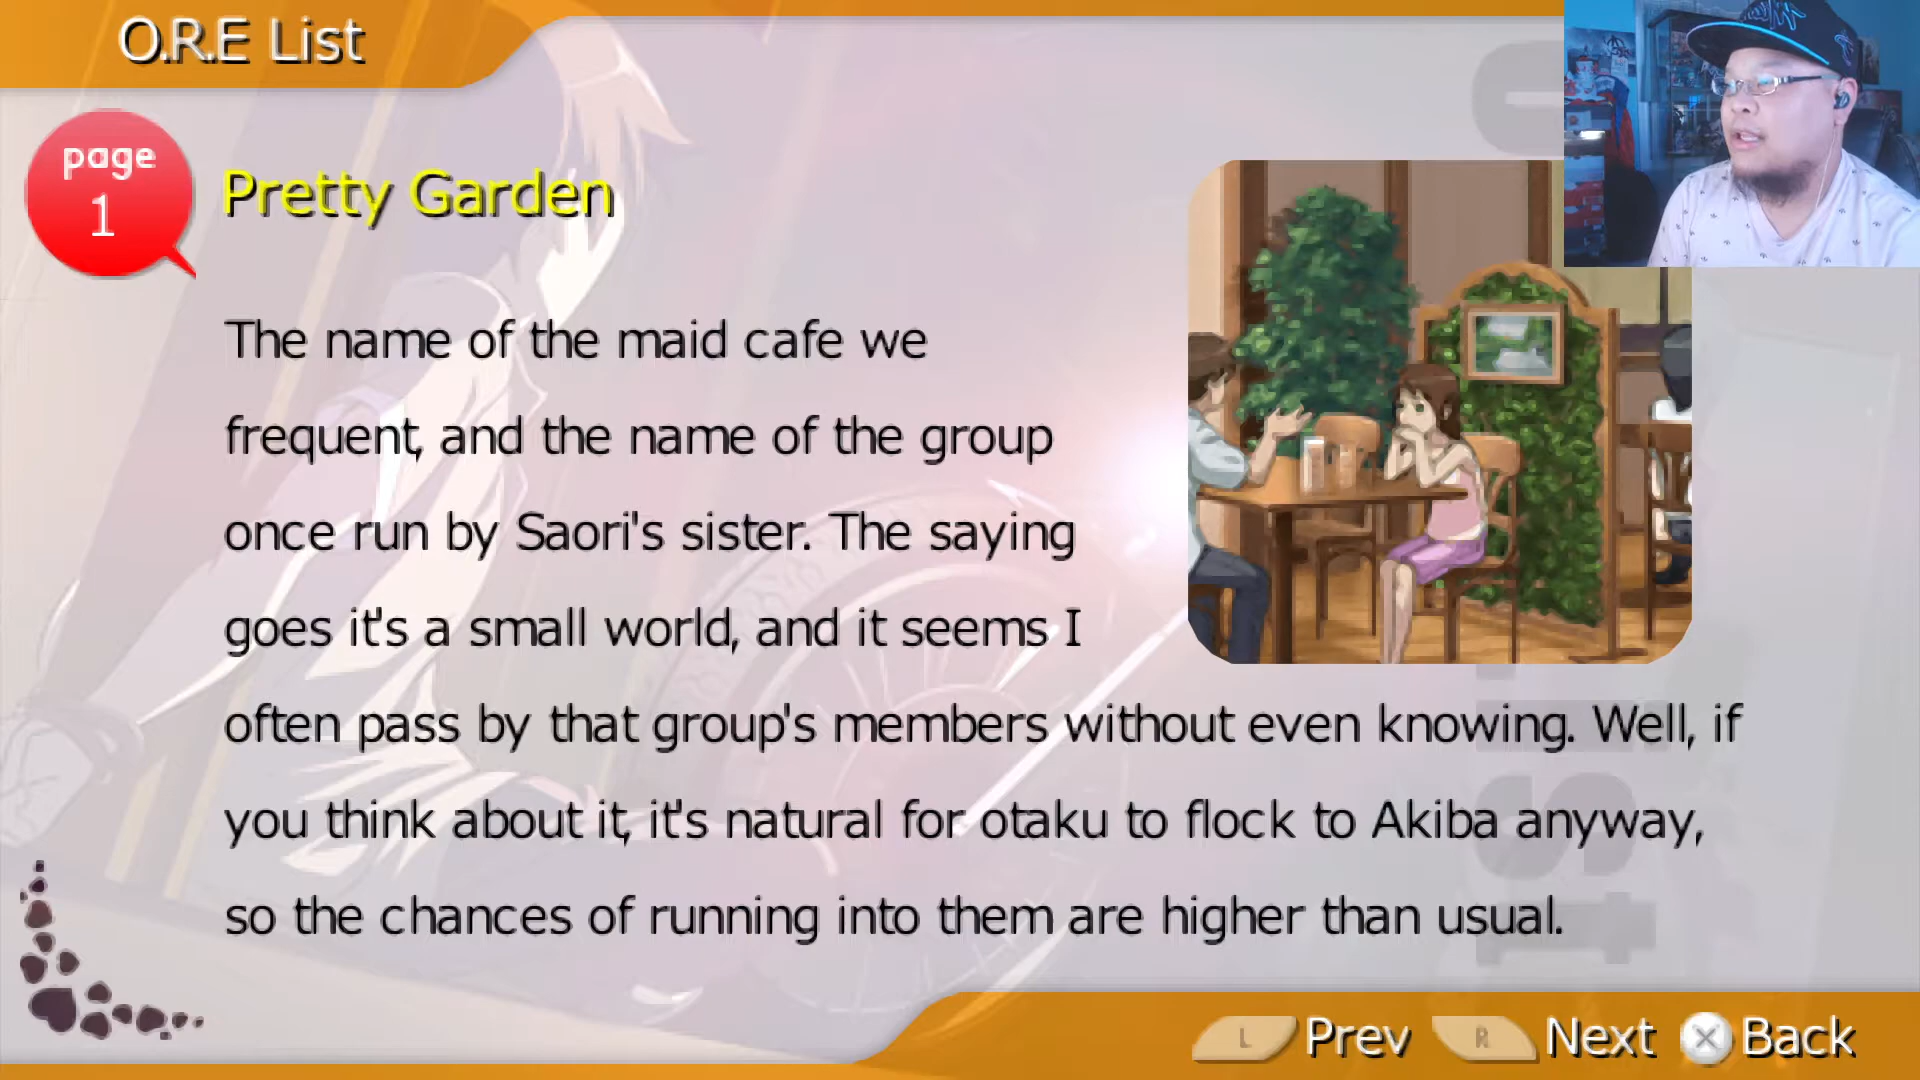 O.R.E List
page
1
Pretty Garden
The name of the maid cafe we
frequent, and the name of the group
once run by Saori's sister. The saying
goes it's a small world, and it seems I
often pass by that group's members without even knowing. Well, if
you think about it, it's natural for otaku to flock to Akiba anyway,
so the chances of running into them are higher than usual.
L Prev R Next X Back